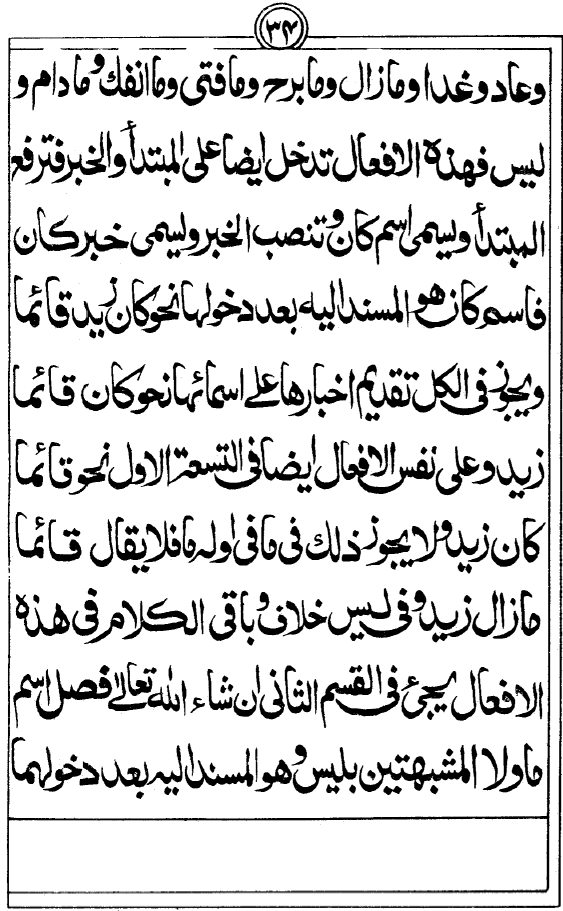 ٣٤
وعاد وغدا وما زال وما برح وما فتى وما انفك وما دام و
ليس فهذه الافعال تدخل ايضا على المبتدأ والخبر فترفع
المبتدأ ويسمى اسم كان وتنصب الخبر ويسمى خبر كان
فاسم كان هو المسند اليه بعد دخولها نحو كان زيد قائما
ويجوز فى الكل تقديم اخبارها على اسمائها نحو كان قائما
زيد وعلى نفس الافعال ايضا فى التسعة الاول نحو قائما
كان زيد ولا يجوز ذلك فى ما فى اوله ما فلا يقال قائما
ما زال زيد وفى ليس خلاف وباقى الكلام فى هذه
الافعال يجئ فى القسم الثانى ان شاء الله تعالى فصل اسم
ما ولا المشبهتين بليس وهو المسند اليه بعد دخولهما